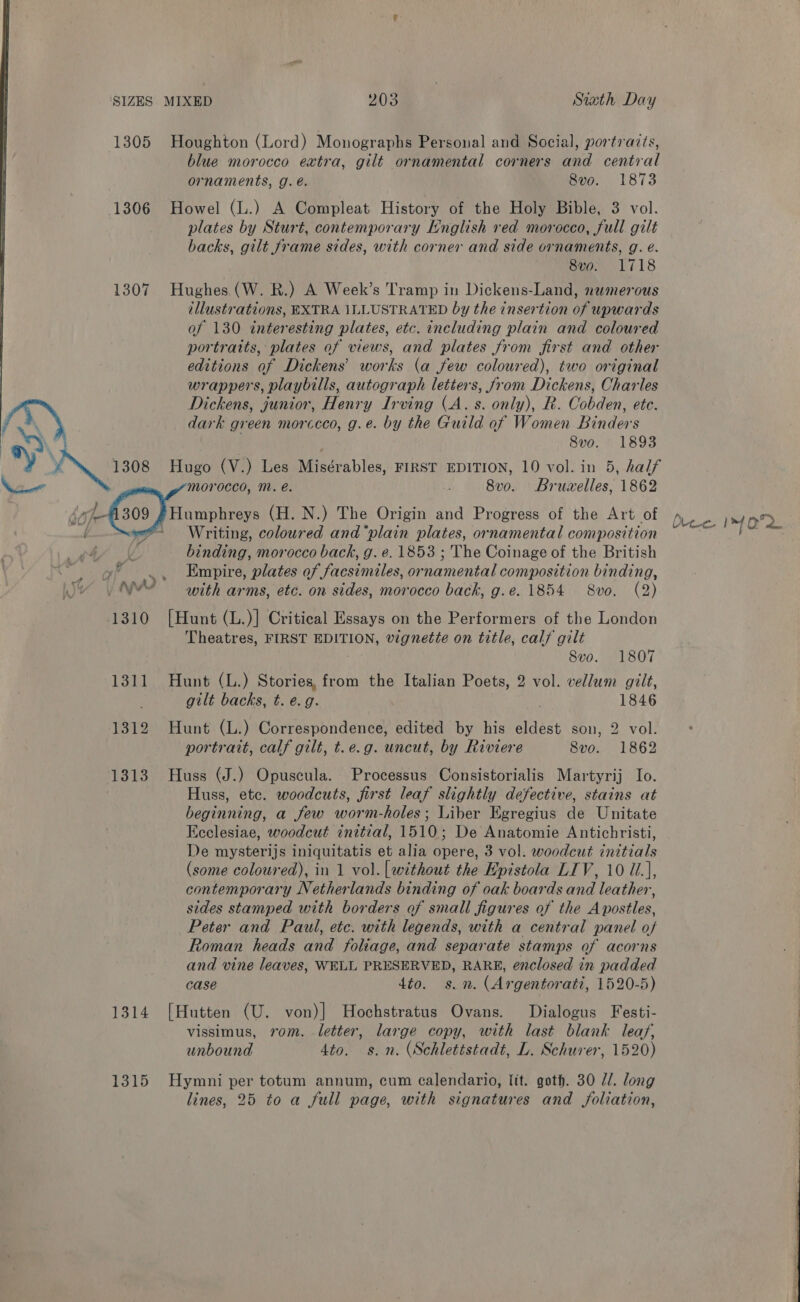 SIZES MIXED 203 Sixth Day
1305 Houghton (Lord) Monographs Personal and Social, portraits,
blue morocco extra, gilt ornamental corners and central
ornaments, g. e. 8vo. 1873
1306 Howel (L.) A Compleat History of the Holy Bible, 3 vol.
plates by Sturt, contemporary English red morocco, full gilt
backs, gilt frame sides, with corner and side ornaments, g. e.
8vo. 1718
1307 Hughes (W. R.) A Week's Tramp in Dickens-Land, numerous
illustrations, EXTRA ILLUSTRATED by the insertion of upwards
of 130 interesting plates, etc. including plain and coloured
portraits, plates of views, and plates from first and other
editions of Dickens' works (a few coloured), two original
wrappers, playbills, autograph letters, from Dickens, Charles
Dickens, junior, Henry Irving (A. s. only), R. Cobden, etc.
dark green morocco, g. e. by the Guild of Women Binders
8vo. 1893
1308 Hugo (V.) Les Misérables, FIRST EDITION, 10 vol. in 5, half
morocco, m. e. 8vo. Bruxelles, 1862
1309 Humphreys (H. N.) The Origin and Progress of the Art of
Writing, coloured and plain plates, ornamental composition
binding, morocco back, g. e. 1853; The Coinage of the British
Empire, plates of facsimiles, ornamental composition binding,
with arms, etc. on sides, morocco back, g. e. 1854 8vo. (2)
1310 [Hunt (L.)] Critical Essays on the Performers of the London
Theatres, FIRST EDITION, vignette on title, calf gilt
8vo. 1807
1311 Hunt (L.) Stories from the Italian Poets, 2 vol. vellum gilt,
gilt backs, t. e. g. 1846
1312 Hunt (L.) Correspondence, edited by his eldest son, 2 vol.
portrait, calf gilt, t. e. g. uncut, by Riviere 8vo. 1862
1313 Huss (J.) Opuscula. Processus Consistorialis Martyrij Io.
Huss, etc. woodcuts, first leaf slightly defective, stains at
beginning, a few worm-holes; Liber Egregius de Unitate
Ecclesiae, woodcut initial, 1510; De Anatomie Antichristi,
De mysterijs iniquitatis et alia opere, 3 vol. woodcut initials
(some coloured), in 1 vol. [without the Epistola LIV, 10 ll.],
contemporary Netherlands binding of oak boards and leather,
sides stamped with borders of small figures of the Apostles,
Peter and Paul, etc. with legends, with a central panel of
Roman heads and foliage, and separate stamps of acorns
and vine leaves, WELL PRESERVED, RARE, enclosed in padded
case 4to. s. n. (Argentorati, 1520-5)
1314 [Hutten (U. von)] Hochstratus Ovans. Dialogus Festi-
vissimus, rom. letter, large copy, with last blank leaf,
unbound 4to. s. n. (Schlettstadt, L. Schurer, 1520)
1315 Hymni per totum annum, cum calendario, lit. goth. 30 ll. long
lines, 25 to a full page, with signatures and foliation,